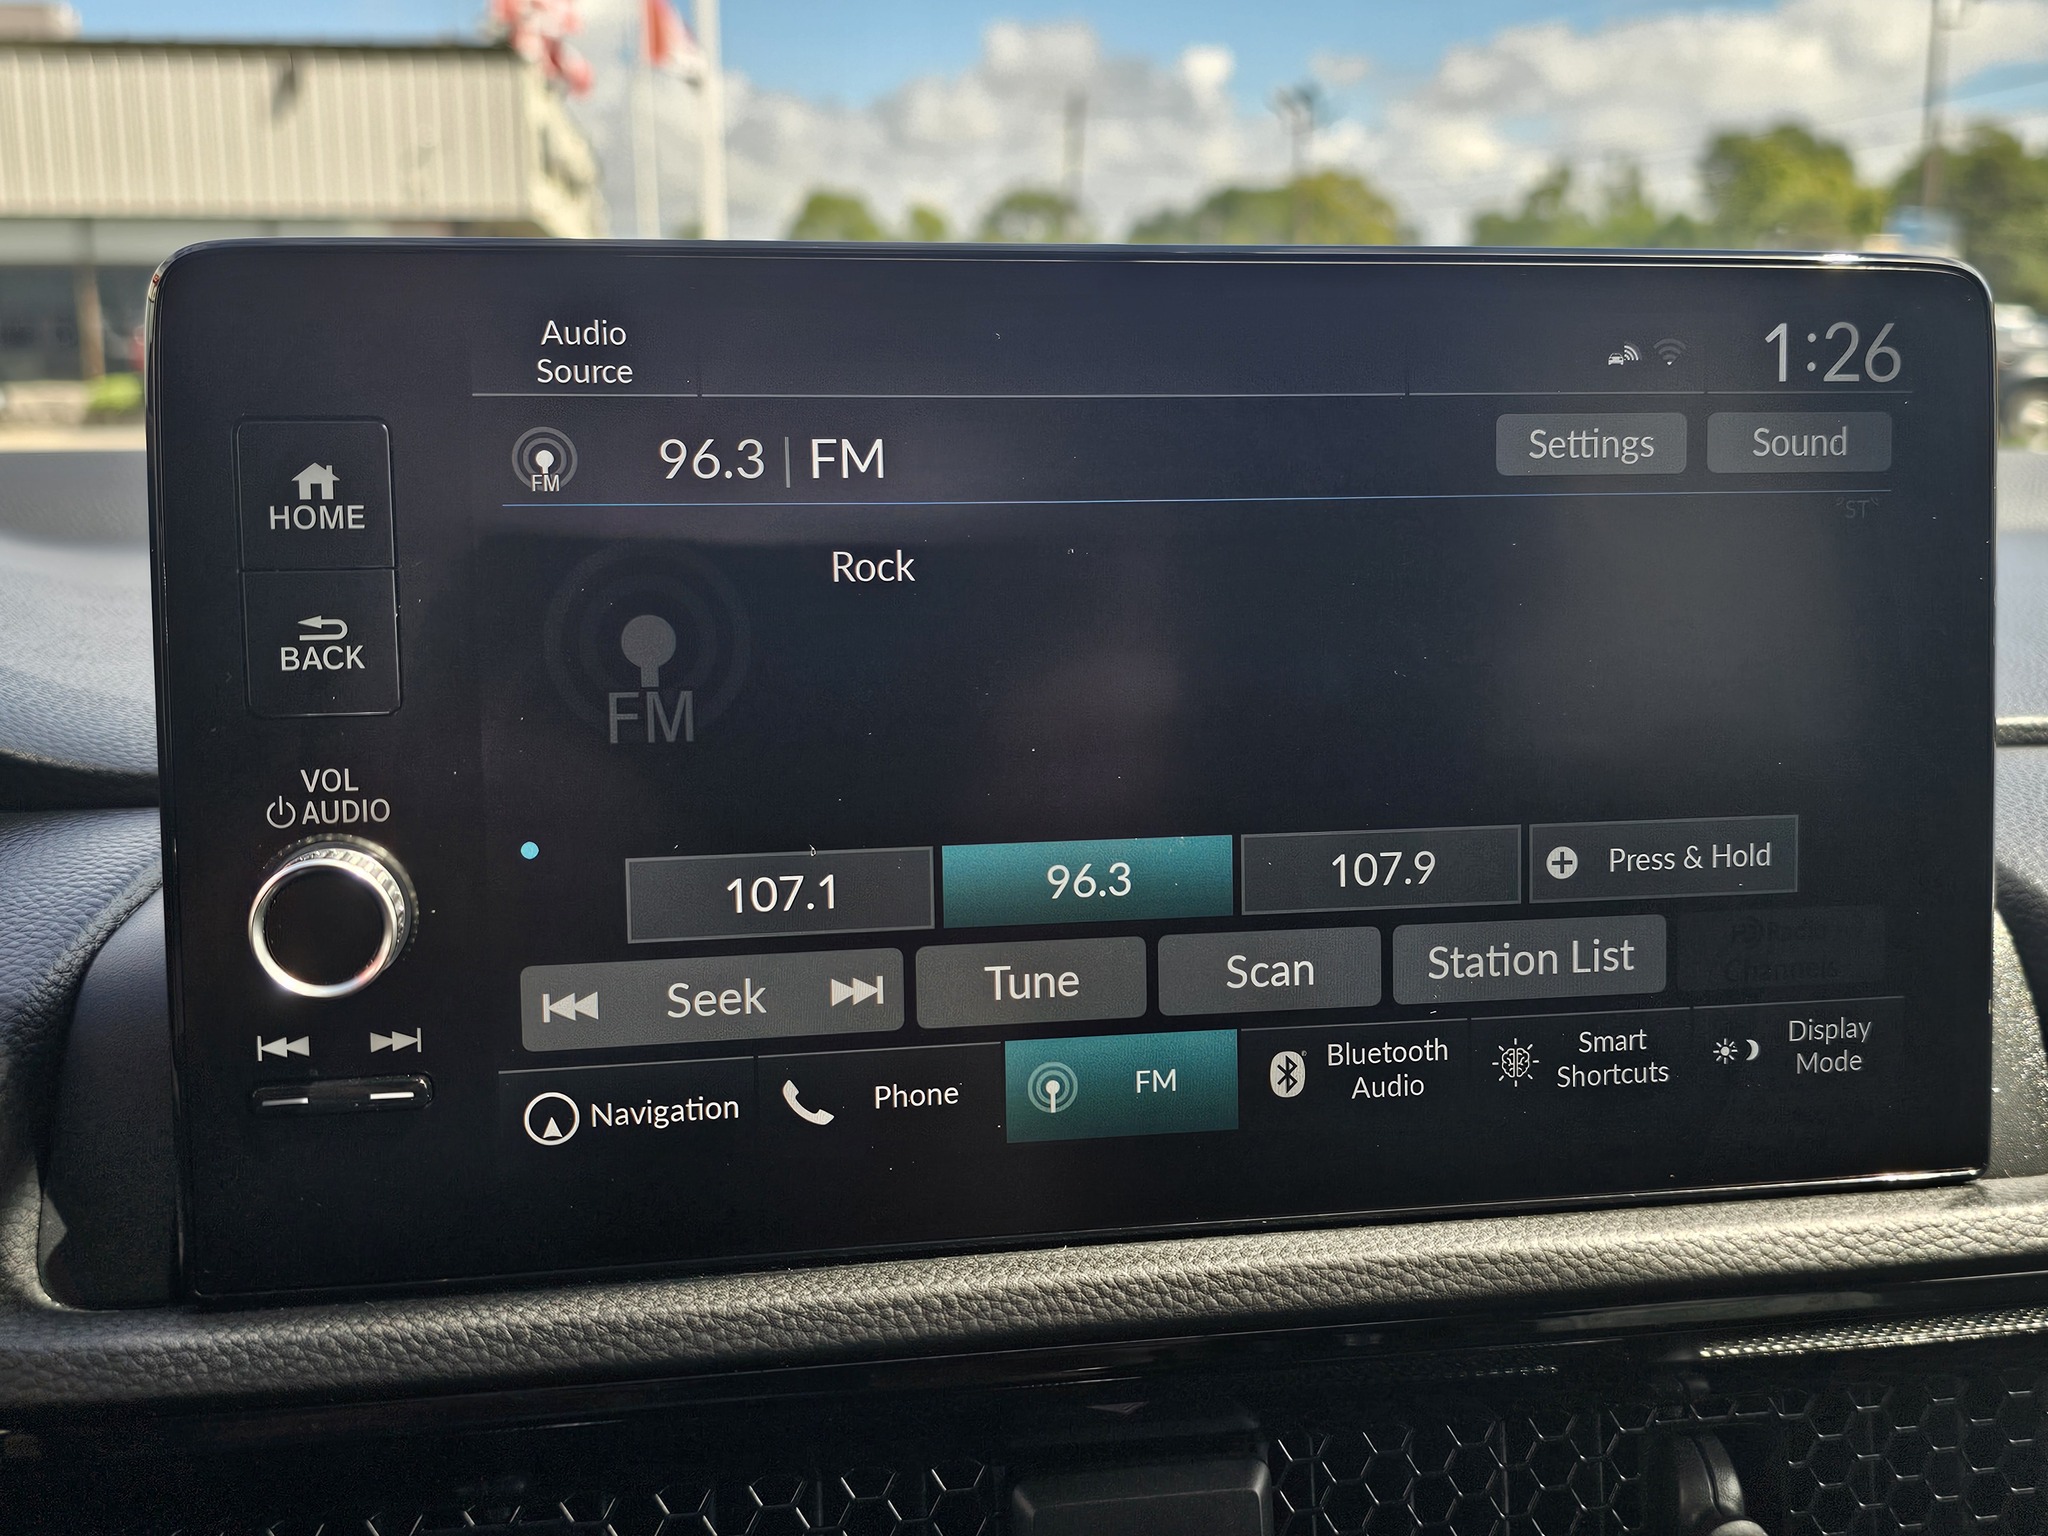 Audio
Source
1:26
FM
96.3 | FM
Settings
Sound
ST
HOME
Rock
BACK
FM
VOL
AUDIO
107.1
96.3
107.9
Press & Hold
Seek
Tune
Scan
Station List
Navigation
Phone
FM
Bluetooth
Audio
Smart
Shortcuts
Display
Mode